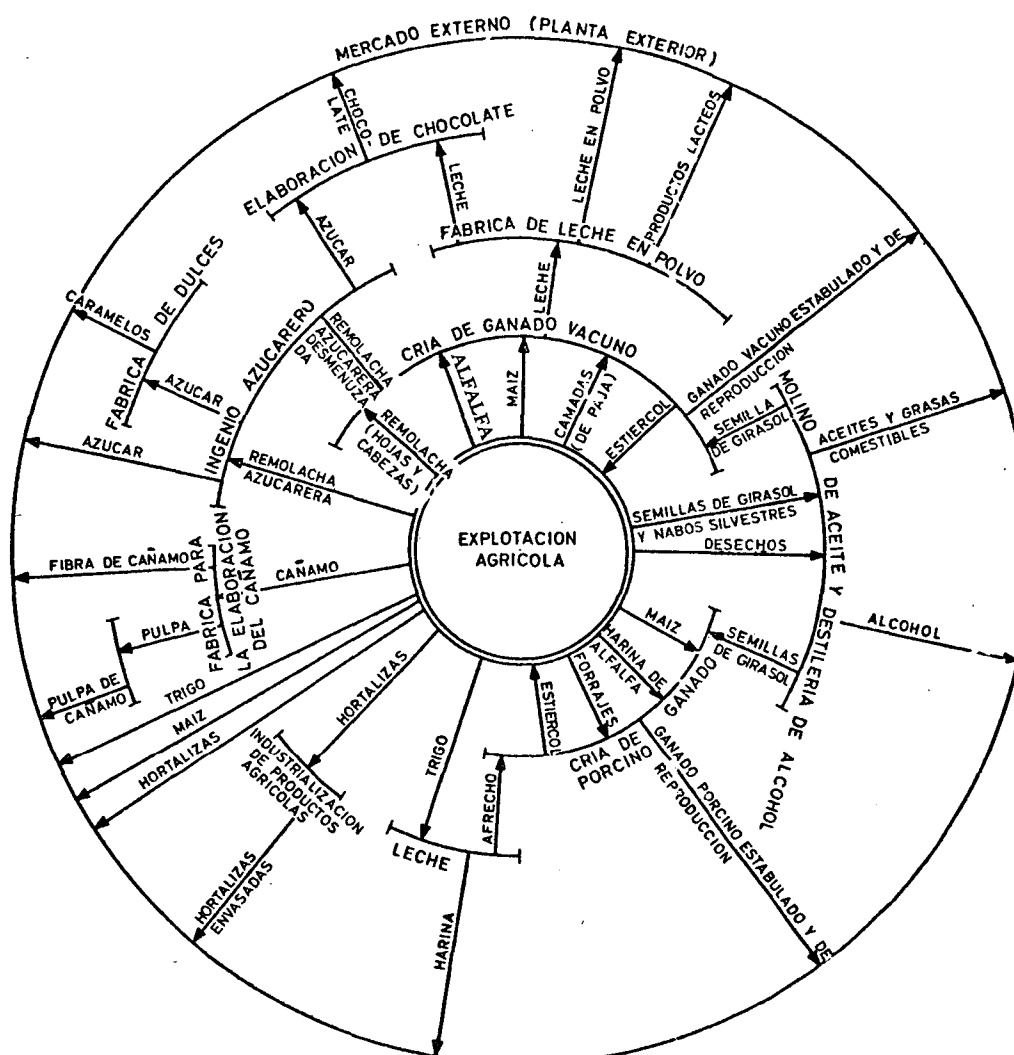 MERCADO EXTERNO (PLANTA EXTERIOR)
CHOCO-
LATE
ELABORACION DE CHOCOLATE
LECHE
LECHE EN POLVO
PRODUCTOS LACTEOS
AZUCAR
FABRICA DE LECHE EN POLVO
LECHE
CARAMELOS
FABRICA DE DULCES
AZUCAR
AZUCAR
INGENIO AZUCARERO
REMOLACHA
AZUCARERA
DESMENUZA
DA
CRIA DE GANADO VACUNO
REMOLACHA
(HOJAS Y
CABEZAS)
ALFALFA
MAIZ
CAMADAS
(DE PAJA)
ESTIERCOL
GANADO VACUNO ESTABULADO Y DE
REPRODUCCION
SEMILLA
DE GIRASOL
MOLINO DE ACEITE Y DESTILERIA DE ALCOHOL
ACEITES Y GRASAS
COMESTIBLES
REMOLACHA
AZUCARERA
SEMILLAS DE GIRASOL
Y NABOS SILVESTRES
DESECHOS
EXPLOTACION
AGRICOLA
FIBRA DE CAÑAMO
FABRICA PARA
LA ELABORACION
DEL CAÑAMO
CAÑAMO
PULPA
PULPA DE
CAÑAMO
TRIGO
MAIZ
HORTALIZAS
HORTALIZAS
INDUSTRIALIZACION
DE PRODUCTOS
AGRICOLAS
HORTALIZAS
ENVASADAS
TRIGO
LECHE
HARINA
AFRECHO
ESTIERCOL
FORRAJES
HARINA DE
ALFALFA
MAIZ
CRIA DE GANADO
PORCINO
SEMILLAS
DE GIRASOL
ALCOHOL
GANADO PORCINO ESTABULADO Y DE
REPRODUCCION